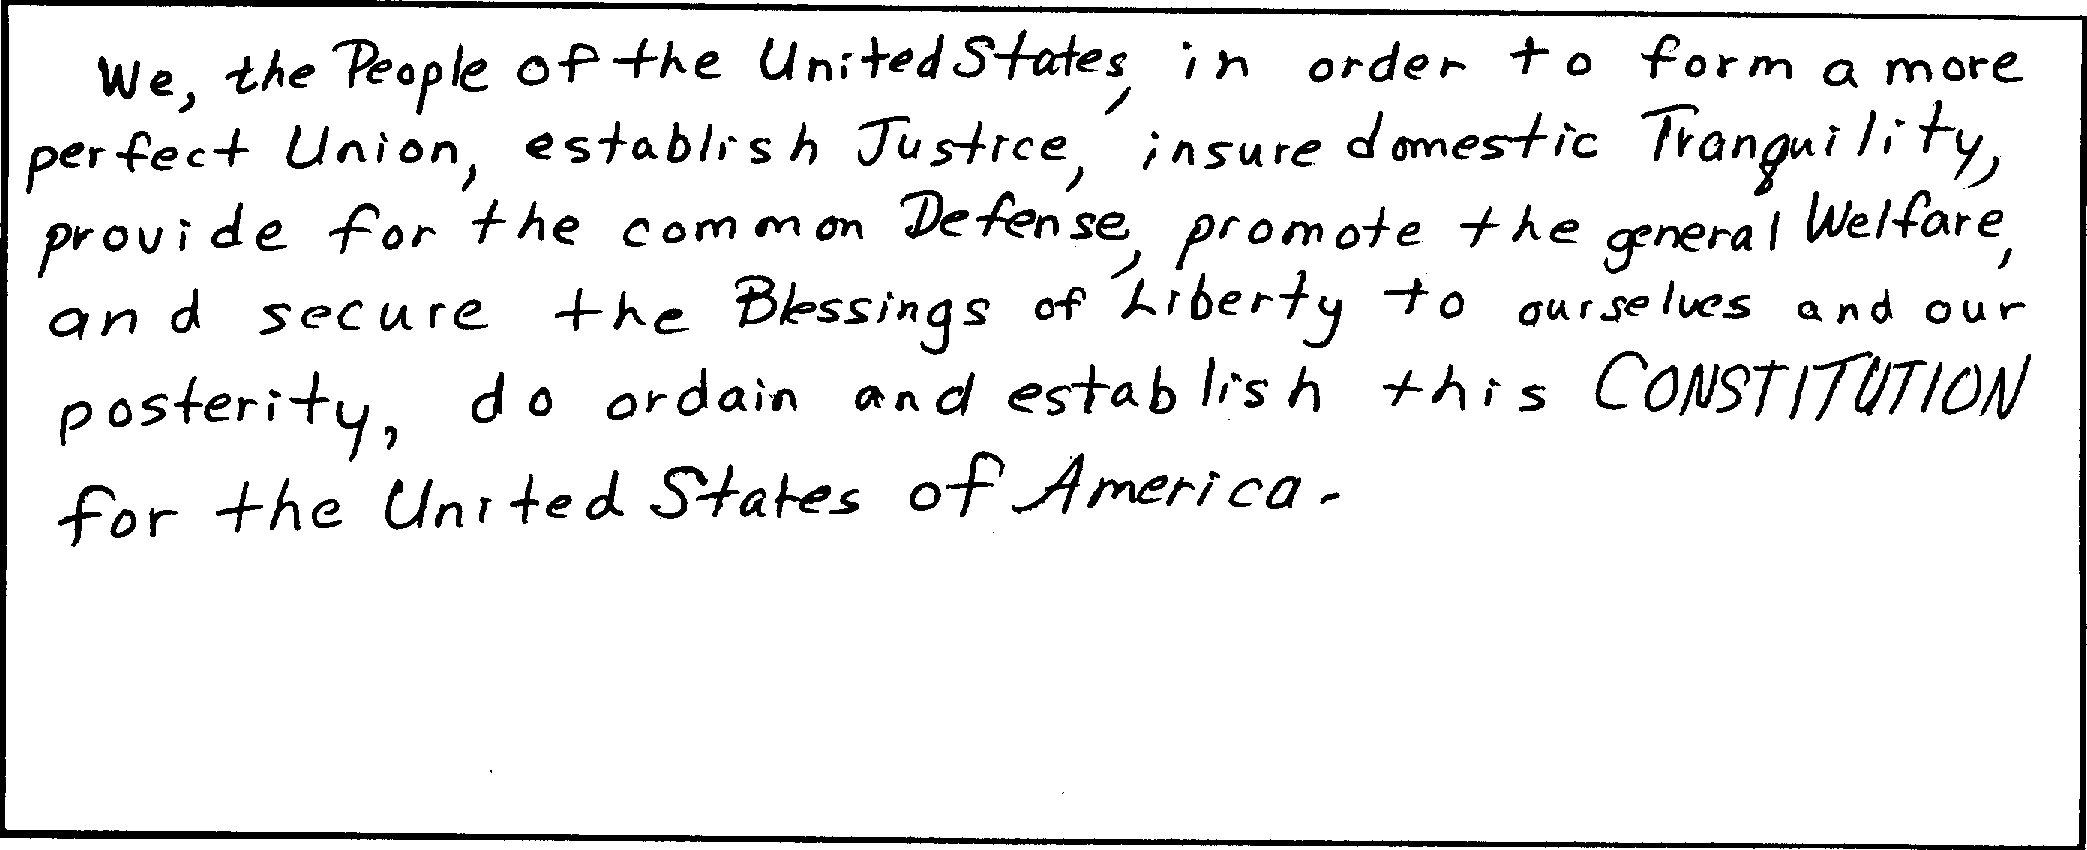 We, the People of the United States, in order to form a more
perfect Union, establish Justice, insure domestic Tranquility,
provide for the common Defense, promote the general Welfare,
and secure the Blessings of Liberty to ourselves and our
posterity, do ordain and establish this CONSTITUTION
for the United States of America.